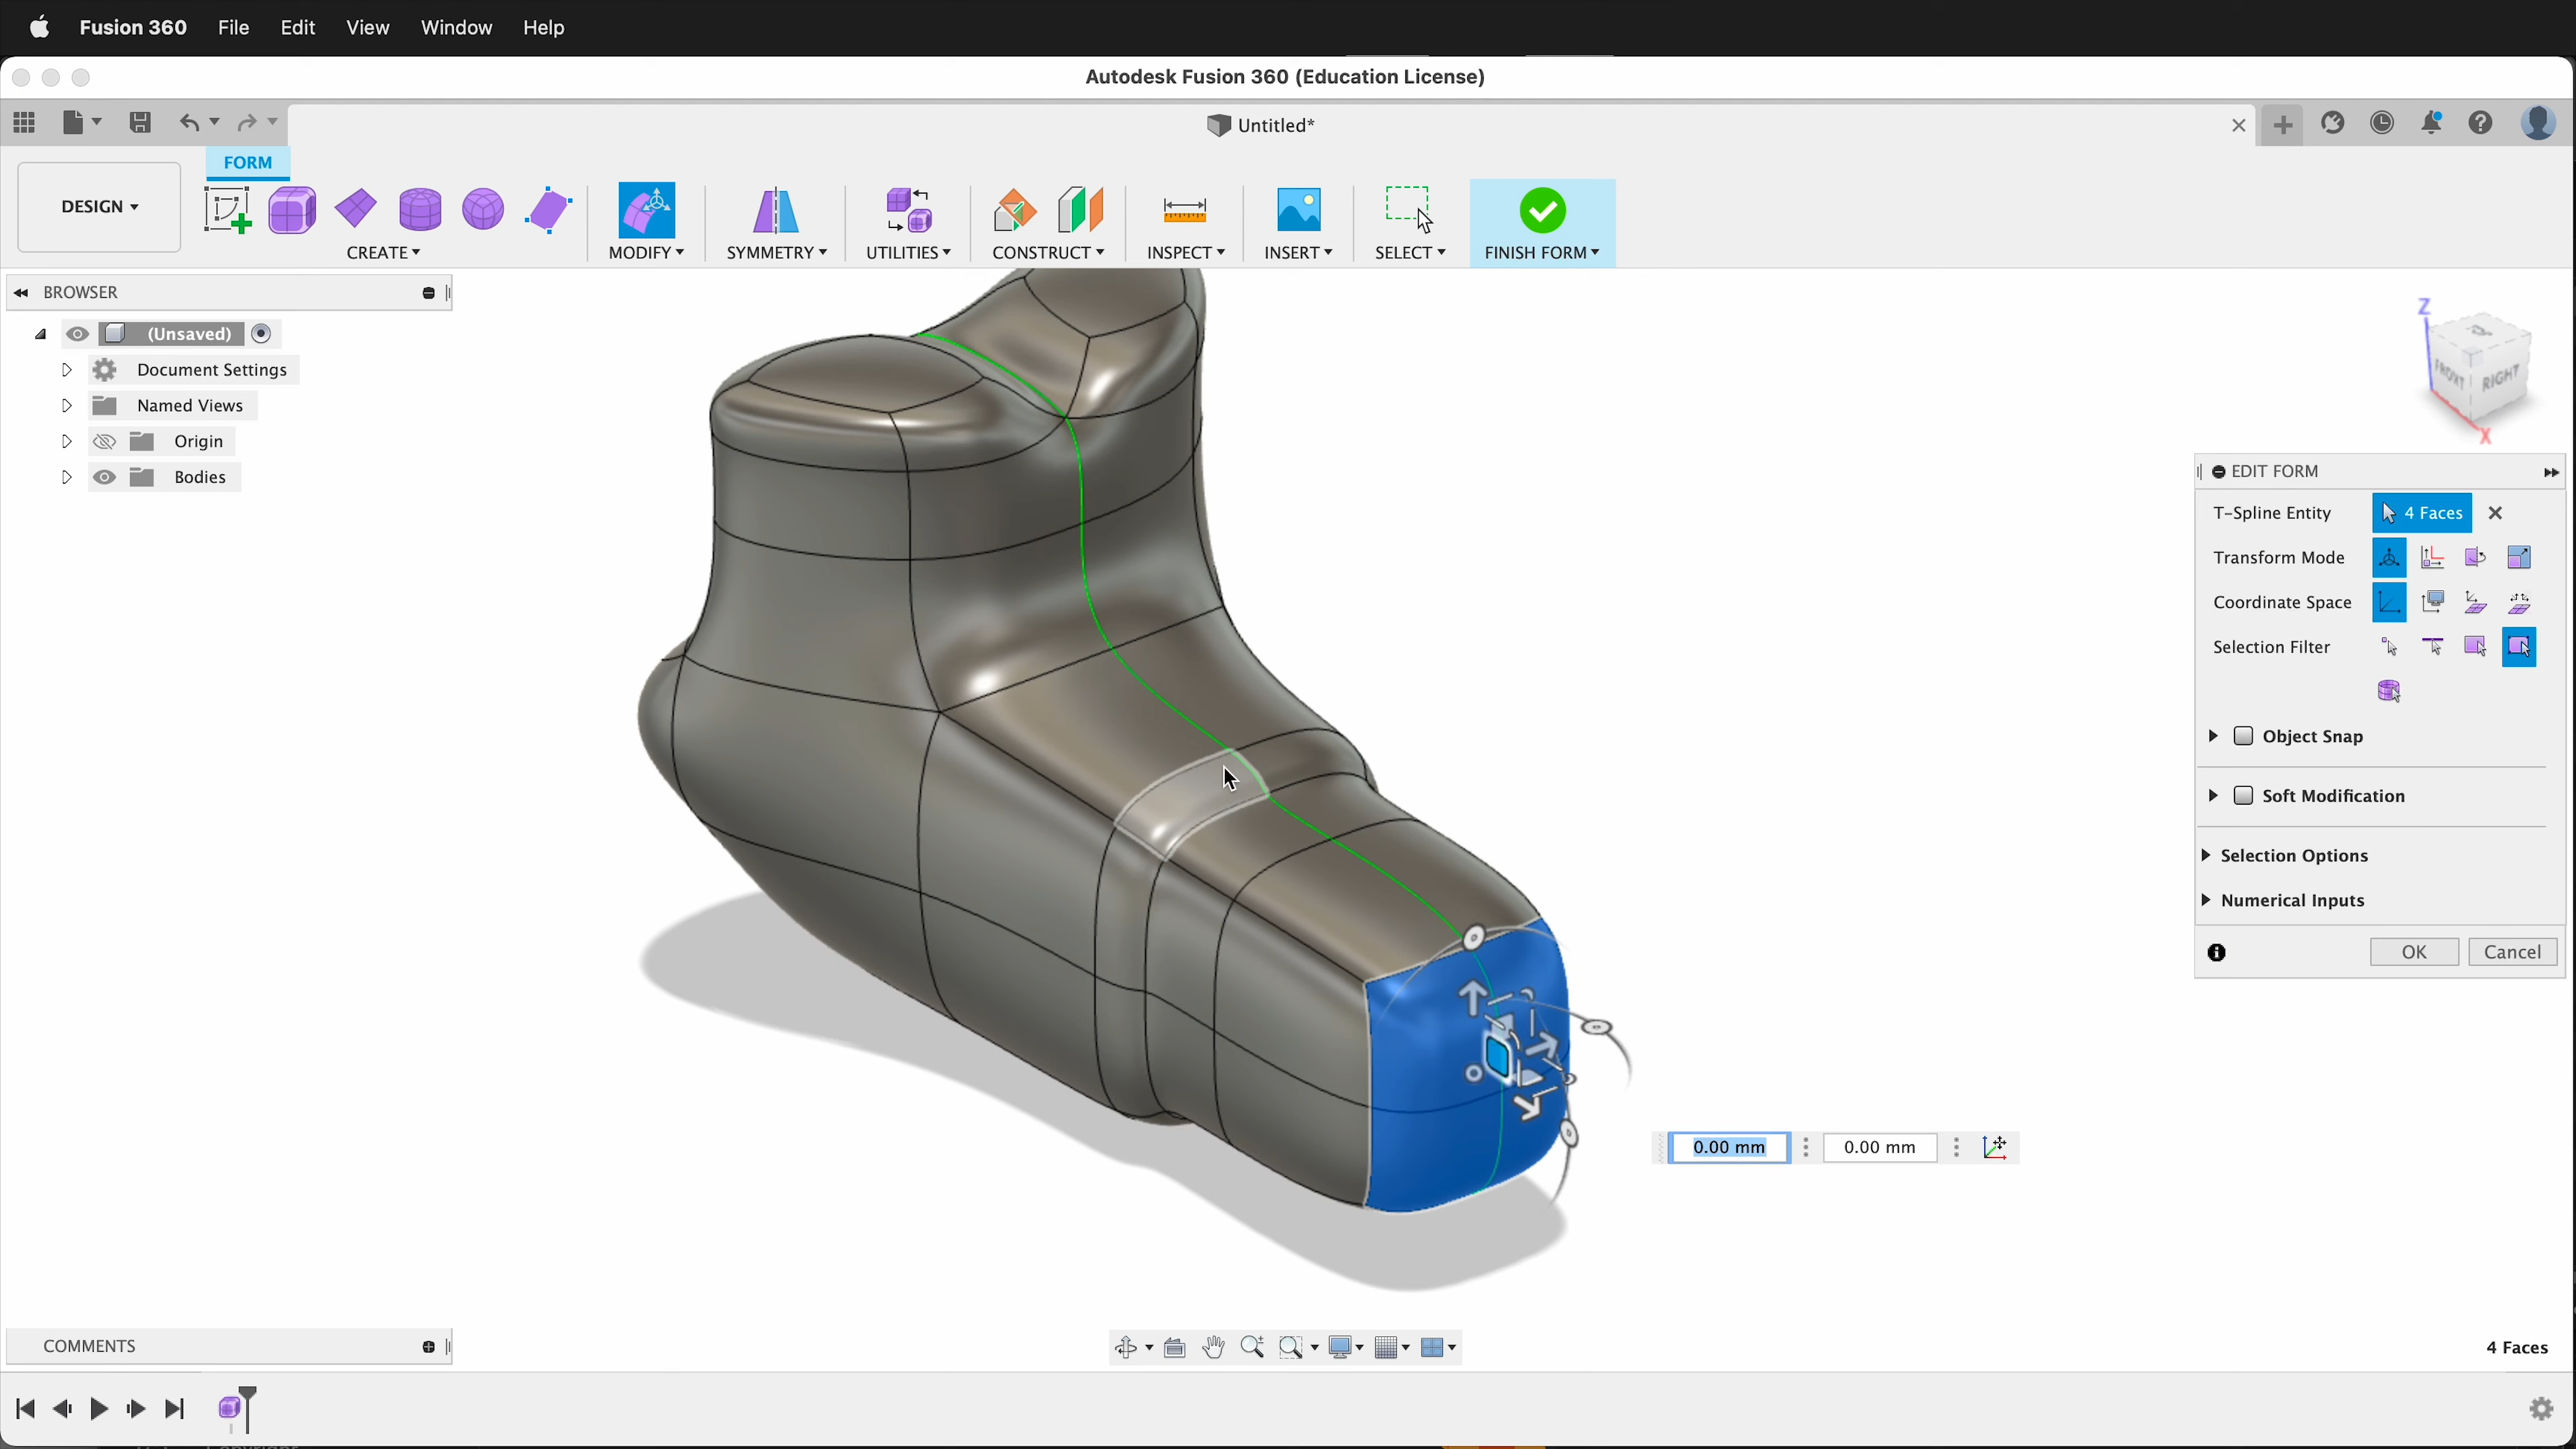 Fusion 360 File Edit View Window Help
Autodesk Fusion 360 (Education License)
Untitled*
FORM
DESIGN
CREATE MODIFY SYMMETRY UTILITIES CONSTRUCT INSPECT INSERT SELECT FINISH FORM
BROWSER
(Unsaved)
Document Settings
Named Views
Origin
Bodies
Z
FRONT RIGHT
X
EDIT FORM
T-Spline Entity 4 Faces
Transform Mode
Coordinate Space
Selection Filter
Object Snap
Soft Modification
Selection Options
Numerical Inputs
OK Cancel
0.00 mm 0.00 mm
COMMENTS
4 Faces